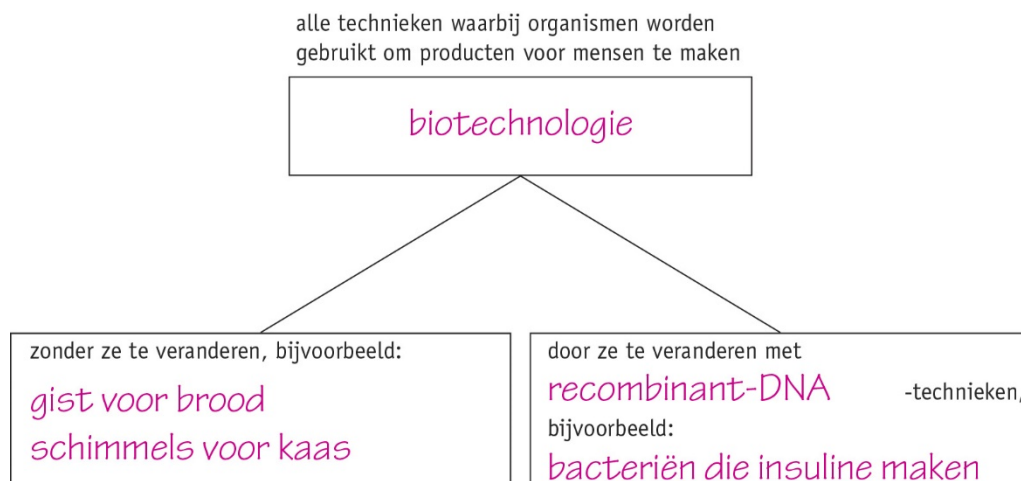 alle technieken waarbij organismen worden
gebruikt om producten voor mensen te maken
biotechnologie
zonder ze te veranderen, bijvoorbeeld:
gist voor brood
schimmels voor kaas
door ze te veranderen met
recombinant-DNA -technieken,
bijvoorbeeld:
bacteriën die insuline maken